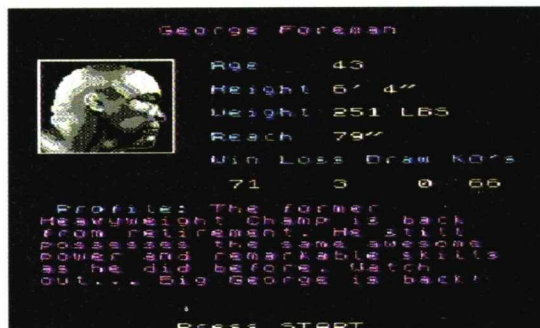 George Foreman
Age 43
Height 6' 4"
Weight 251 LBS
Reach 79"
Win Loss Draw KO's
71 3 0 66
Profile: The former
Heavyweight Champ is back
from retirement. He still
possesses the same awesome
power and remarkable skills
as he did before. Watch
out... Big George is back!
Press START